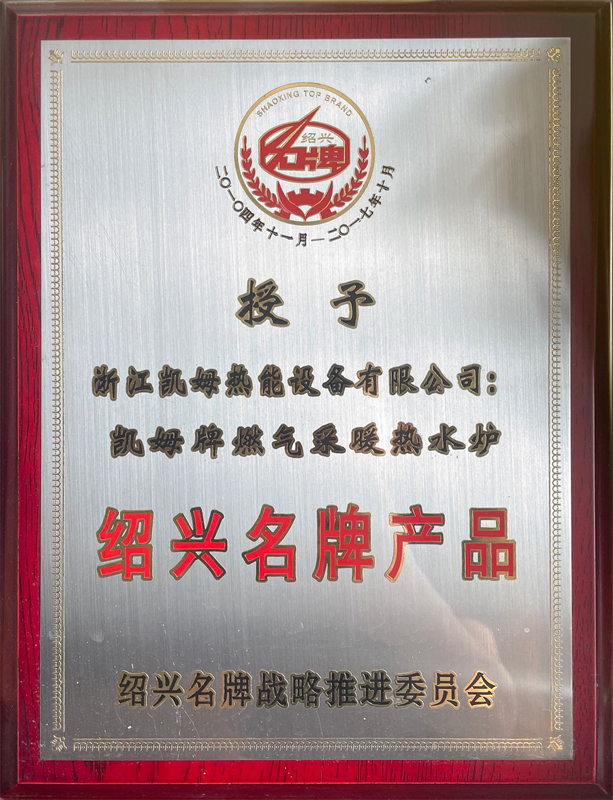 SHAOXING TOP BRAND
绍兴
名牌
二〇一〇四年十一月—二〇一七年十月
授予
浙江凯姆热能设备有限公司:
凯姆牌燃气采暖热水炉
绍兴名牌产品
绍兴名牌战略推进委员会